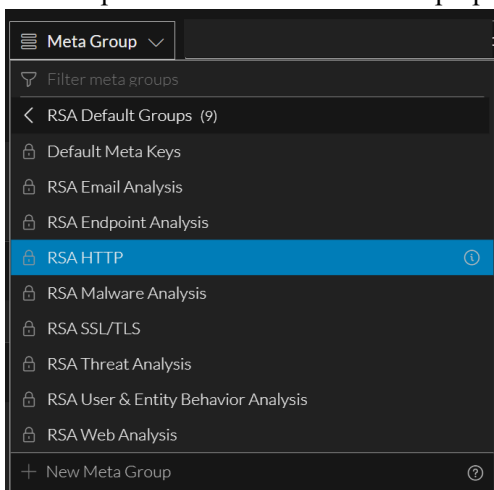 Meta Group
Filter meta groups
RSA Default Groups (9)
Default Meta Keys
RSA Email Analysis
RSA Endpoint Analysis
RSA HTTP
RSA Malware Analysis
RSA SSL/TLS
RSA Threat Analysis
RSA User & Entity Behavior Analysis
RSA Web Analysis
+ New Meta Group